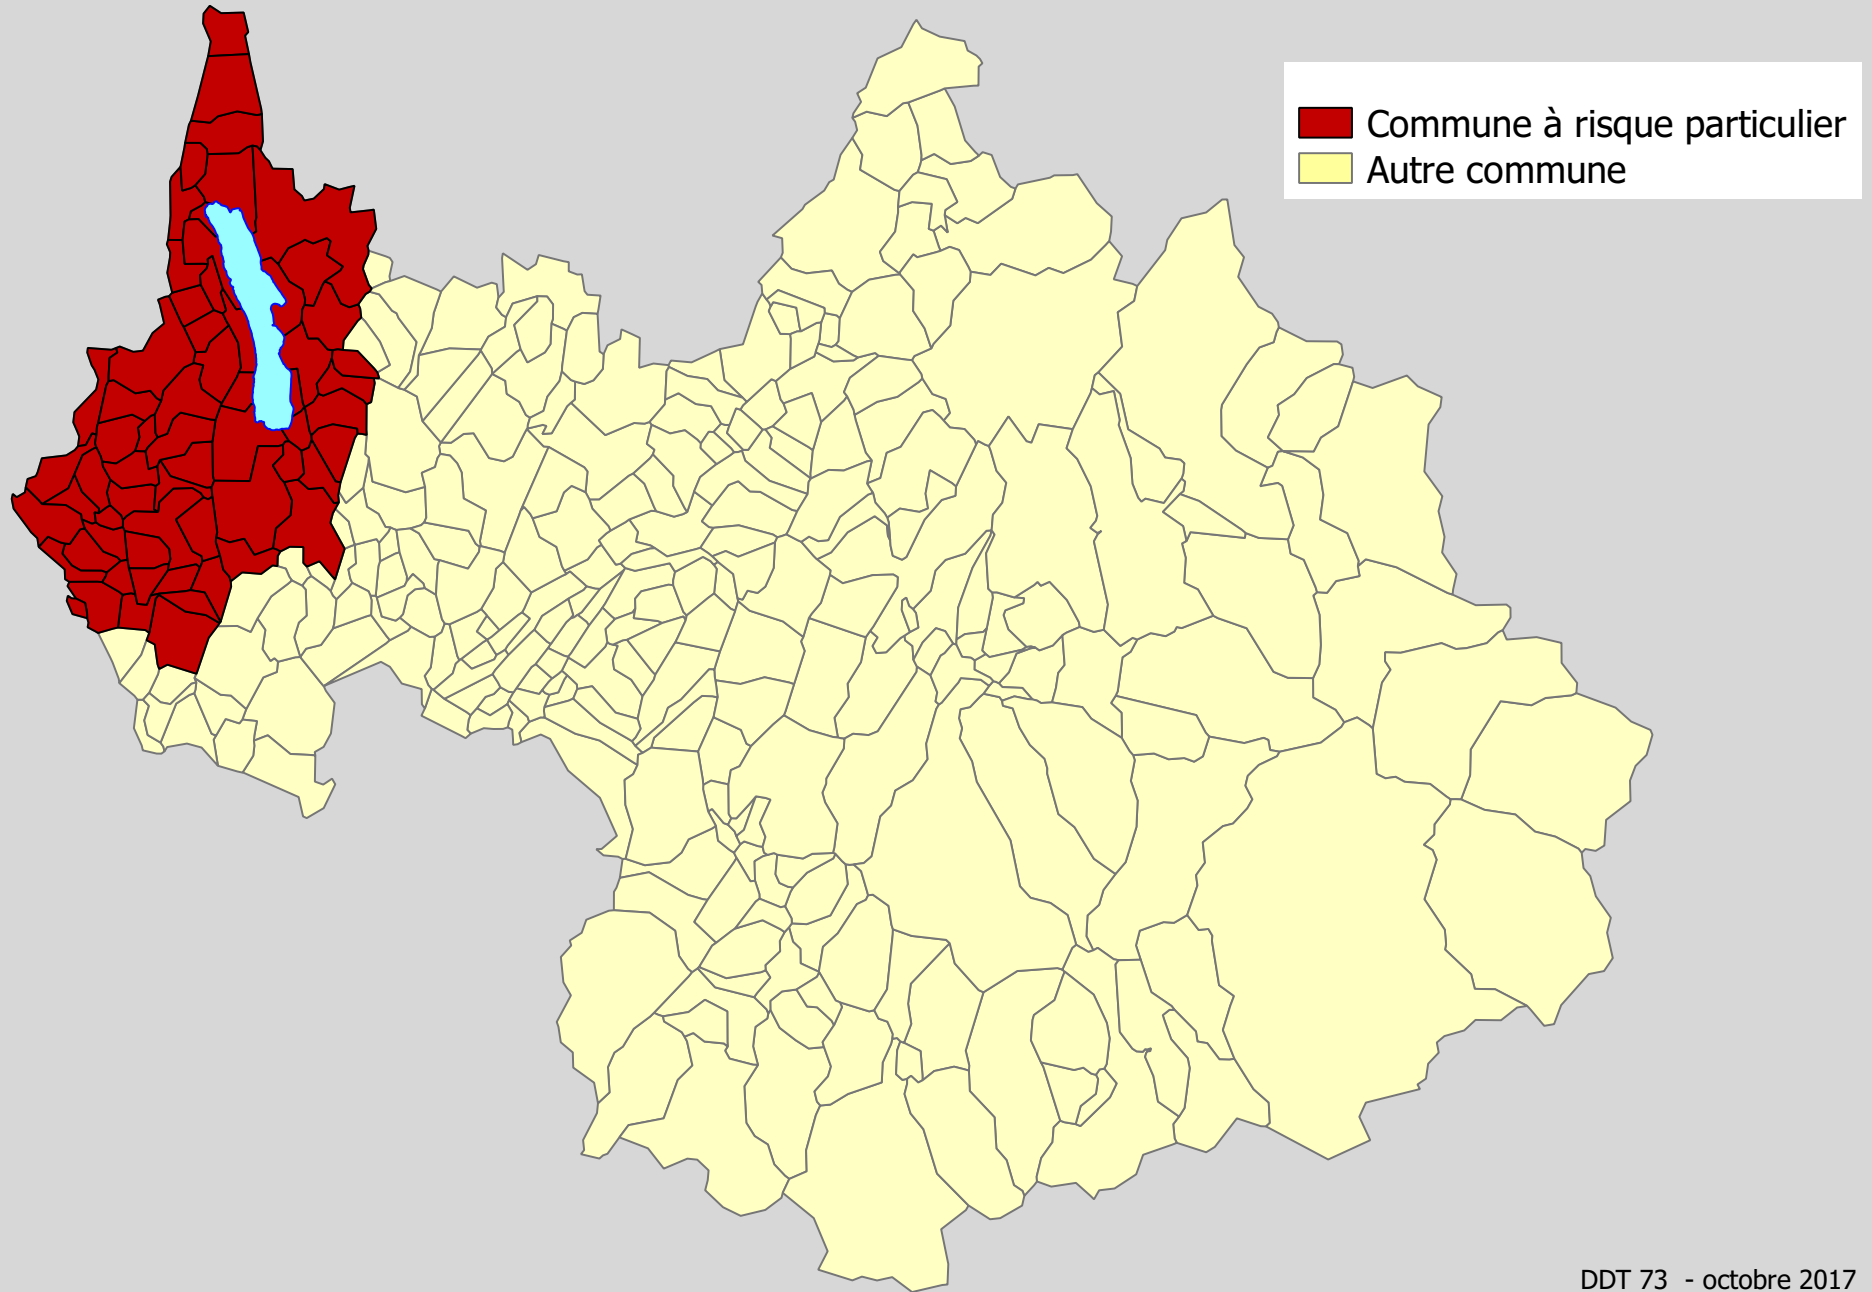 Commune à risque particulier
Autre commune
DDT 73 - octobre 2017